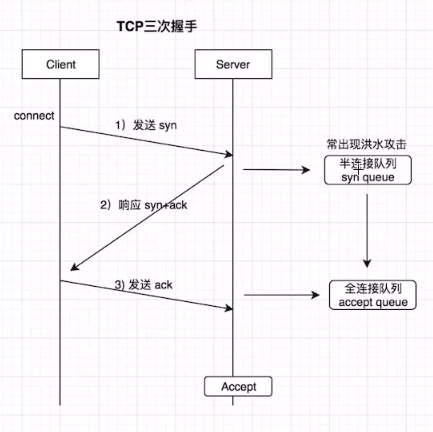 TCP三次握手
Client
Server
connect
1）发送 syn
常出现洪水攻击
半连接队列
syn queue
2）响应 syn+ack
3) 发送 ack
全连接队列
accept queue
Accept